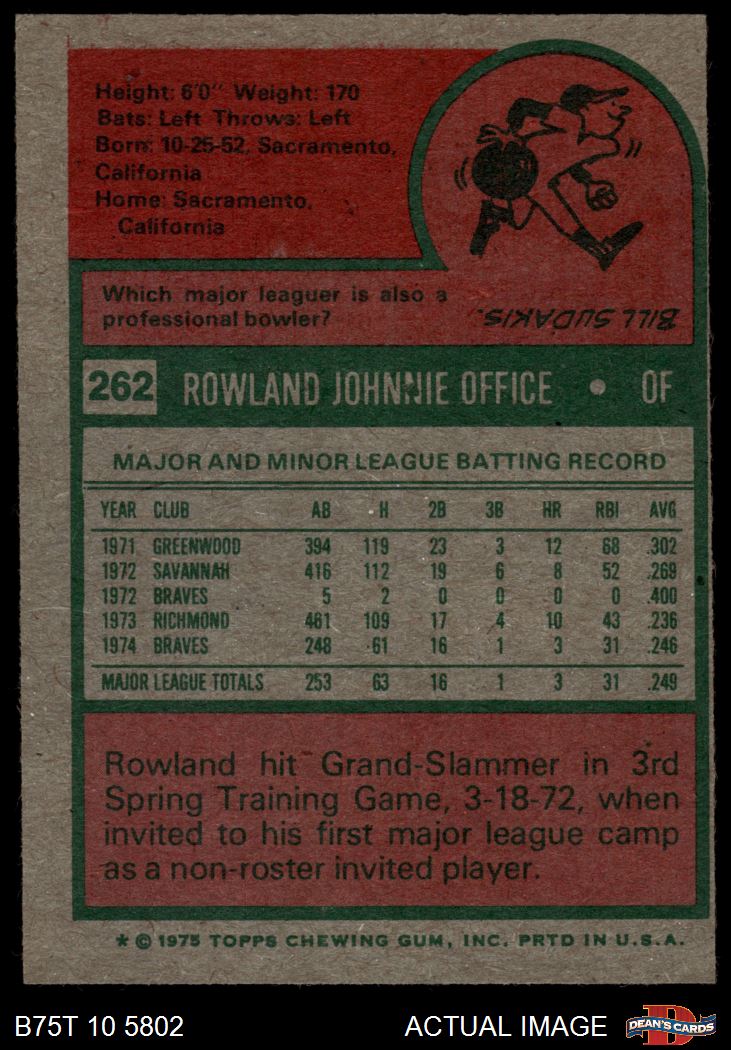 Height: 6'0" Weight: 170
Bats: Left Throws: Left
Born: 10-25-52, Sacramento,
California
Home: Sacramento,
California
Which major leaguer is also a
professional bowler?
BILL SUDAKIS.
262 ROWLAND JOHNNIE OFFICE • OF
MAJOR AND MINOR LEAGUE BATTING RECORD
YEAR CLUB AB H 2B 3B HR RBI AVG
1971 GREENWOOD 394 119 23 3 12 68 .302
1972 SAVANNAH 416 112 19 6 8 52 .269
1972 BRAVES 5 2 0 0 0 0 .400
1973 RICHMOND 461 109 17 4 10 43 .236
1974 BRAVES 248 61 16 1 3 31 .246
MAJOR LEAGUE TOTALS 253 63 16 1 3 31 .249
Rowland hit Grand-Slammer in 3rd
Spring Training Game, 3-18-72, when
invited to his first major league camp
as a non-roster invited player.
* © 1975 TOPPS CHEWING GUM, INC. PRTD IN U.S.A.
B75T 10 5802 ACTUAL IMAGE
D
DEAN'S CARDS